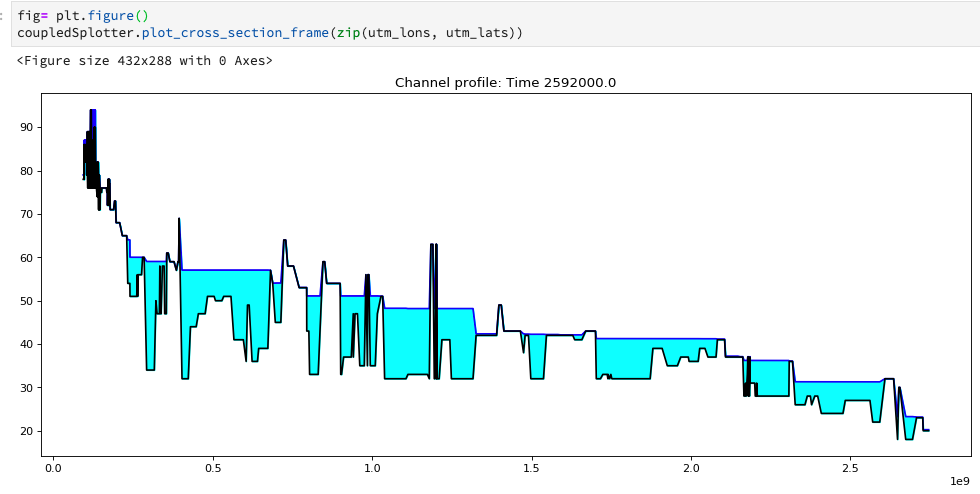 fig= plt.figure()
coupledSplotter.plot_cross_section_frame(zip(utm_lons, utm_lats))
<Figure size 432x288 with 0 Axes>
Channel profile: Time 2592000.0
90
80
70
60
50
40
30
20
0.0 0.5 1.0 1.5 2.0 2.5
1e9